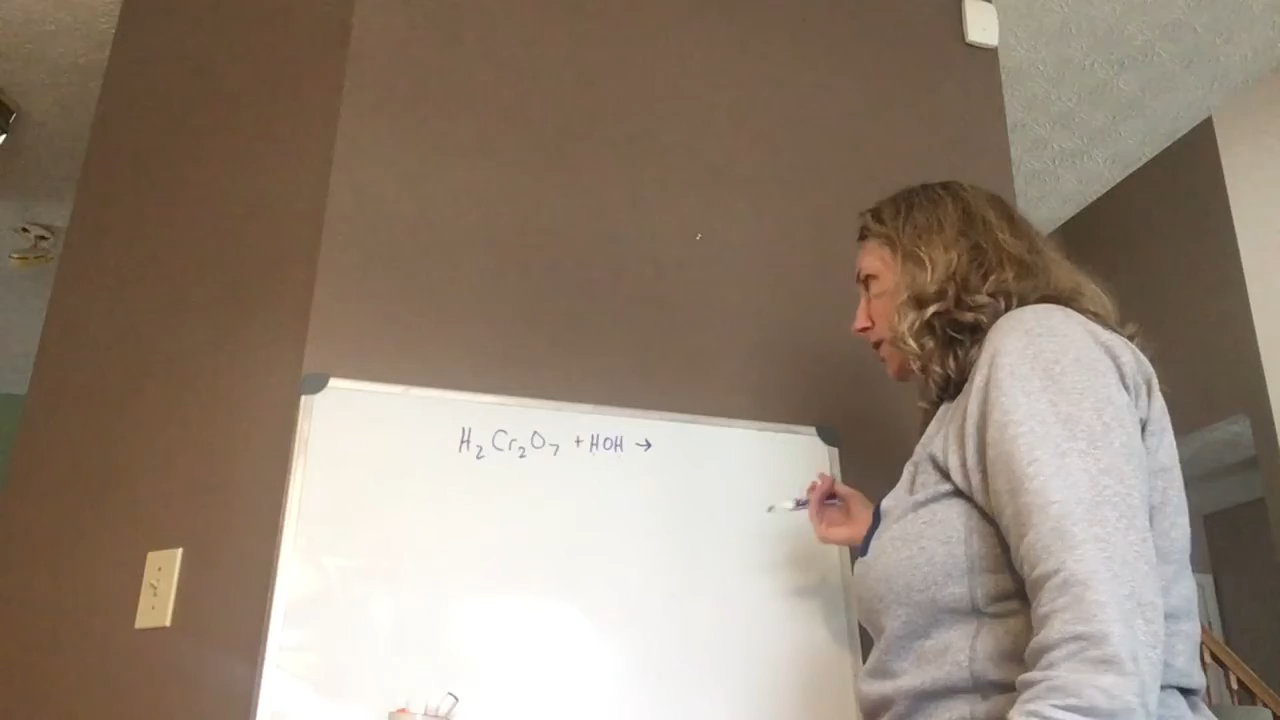 H₂Cr₂O₇ + HOH →